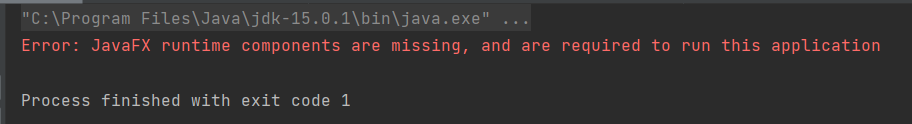 "C:\Program Files\Java\jdk-15.0.1\bin\java.exe" ...
Error: JavaFX runtime components are missing, and are required to run this application
Process finished with exit code 1